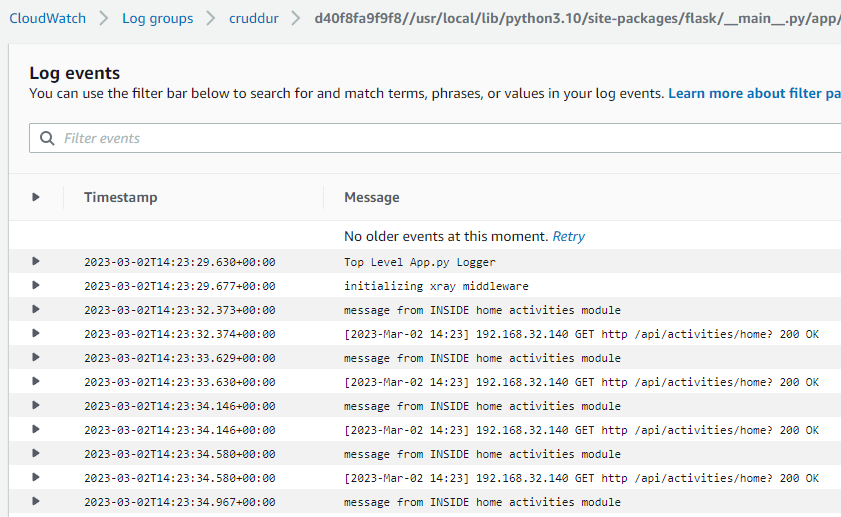 CloudWatch > Log groups > cruddur > d40f8fa9f9f8//usr/local/lib/python3.10/site-packages/flask/__main__.py/app/
Log events
You can use the filter bar below to search for and match terms, phrases, or values in your log events. Learn more about filter pa
Filter events
Timestamp Message
No older events at this moment. Retry
2023-03-02T14:23:29.630+00:00 Top Level App.py Logger
2023-03-02T14:23:29.677+00:00 initializing xray middleware
2023-03-02T14:23:32.373+00:00 message from INSIDE home activities module
2023-03-02T14:23:32.374+00:00 [2023-Mar-02 14:23] 192.168.32.140 GET http /api/activities/home? 200 OK
2023-03-02T14:23:33.629+00:00 message from INSIDE home activities module
2023-03-02T14:23:33.630+00:00 [2023-Mar-02 14:23] 192.168.32.140 GET http /api/activities/home? 200 OK
2023-03-02T14:23:34.146+00:00 message from INSIDE home activities module
2023-03-02T14:23:34.146+00:00 [2023-Mar-02 14:23] 192.168.32.140 GET http /api/activities/home? 200 OK
2023-03-02T14:23:34.580+00:00 message from INSIDE home activities module
2023-03-02T14:23:34.580+00:00 [2023-Mar-02 14:23] 192.168.32.140 GET http /api/activities/home? 200 OK
2023-03-02T14:23:34.967+00:00 message from INSIDE home activities module